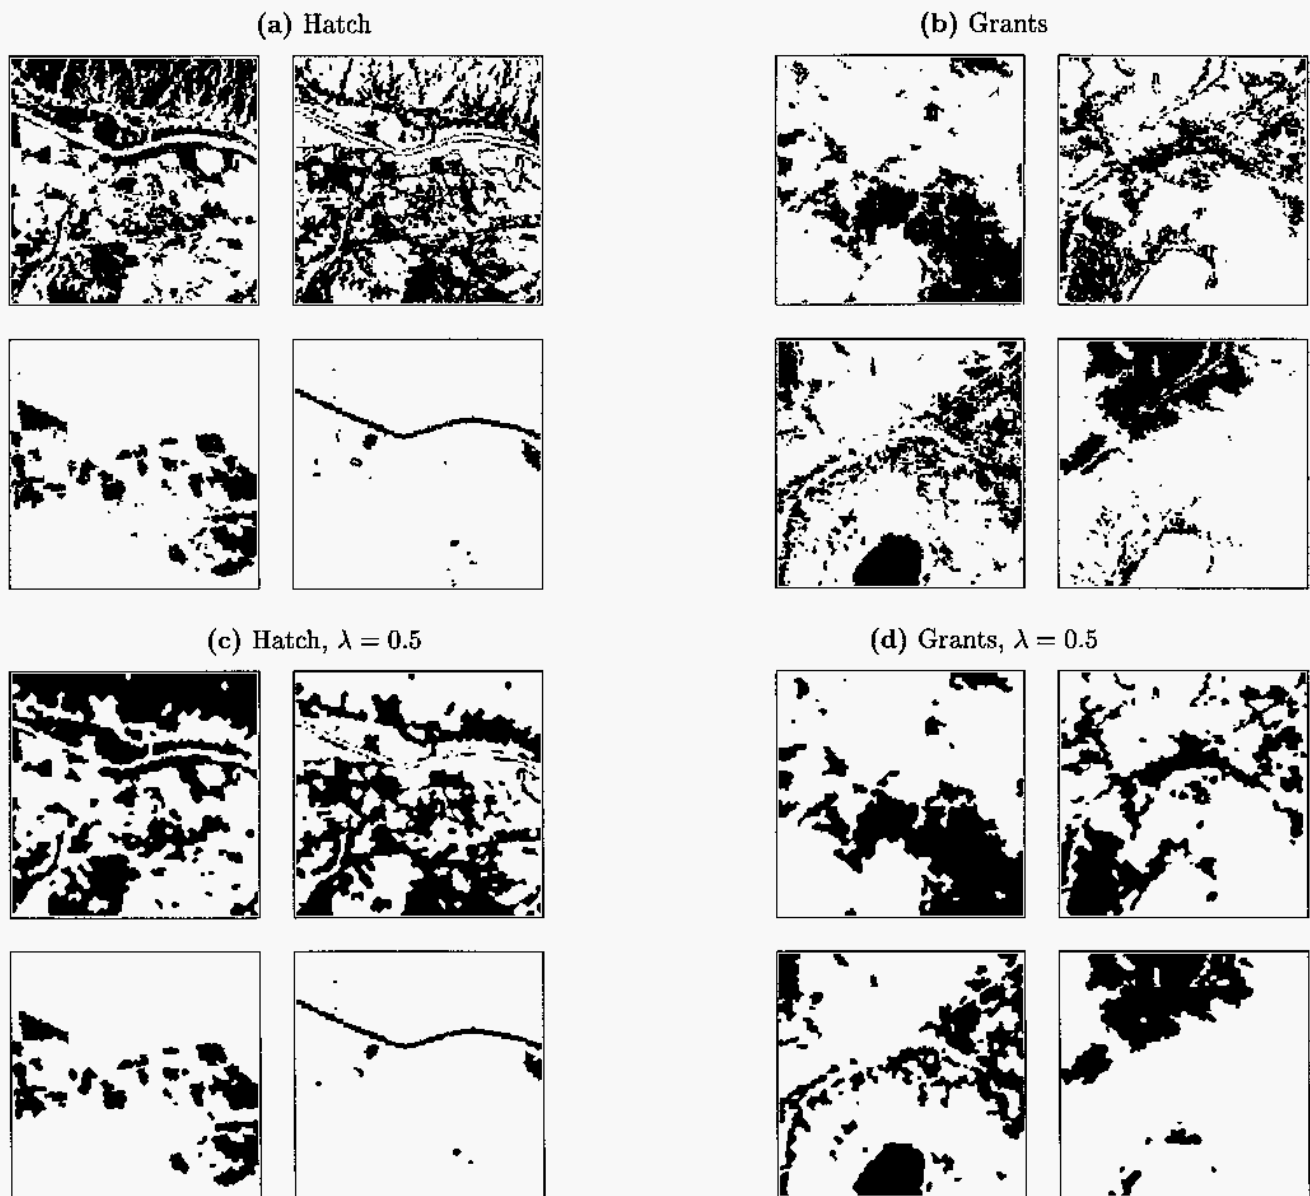 (a) Hatch
(b) Grants
(c) Hatch, λ = 0.5
(d) Grants, λ = 0.5